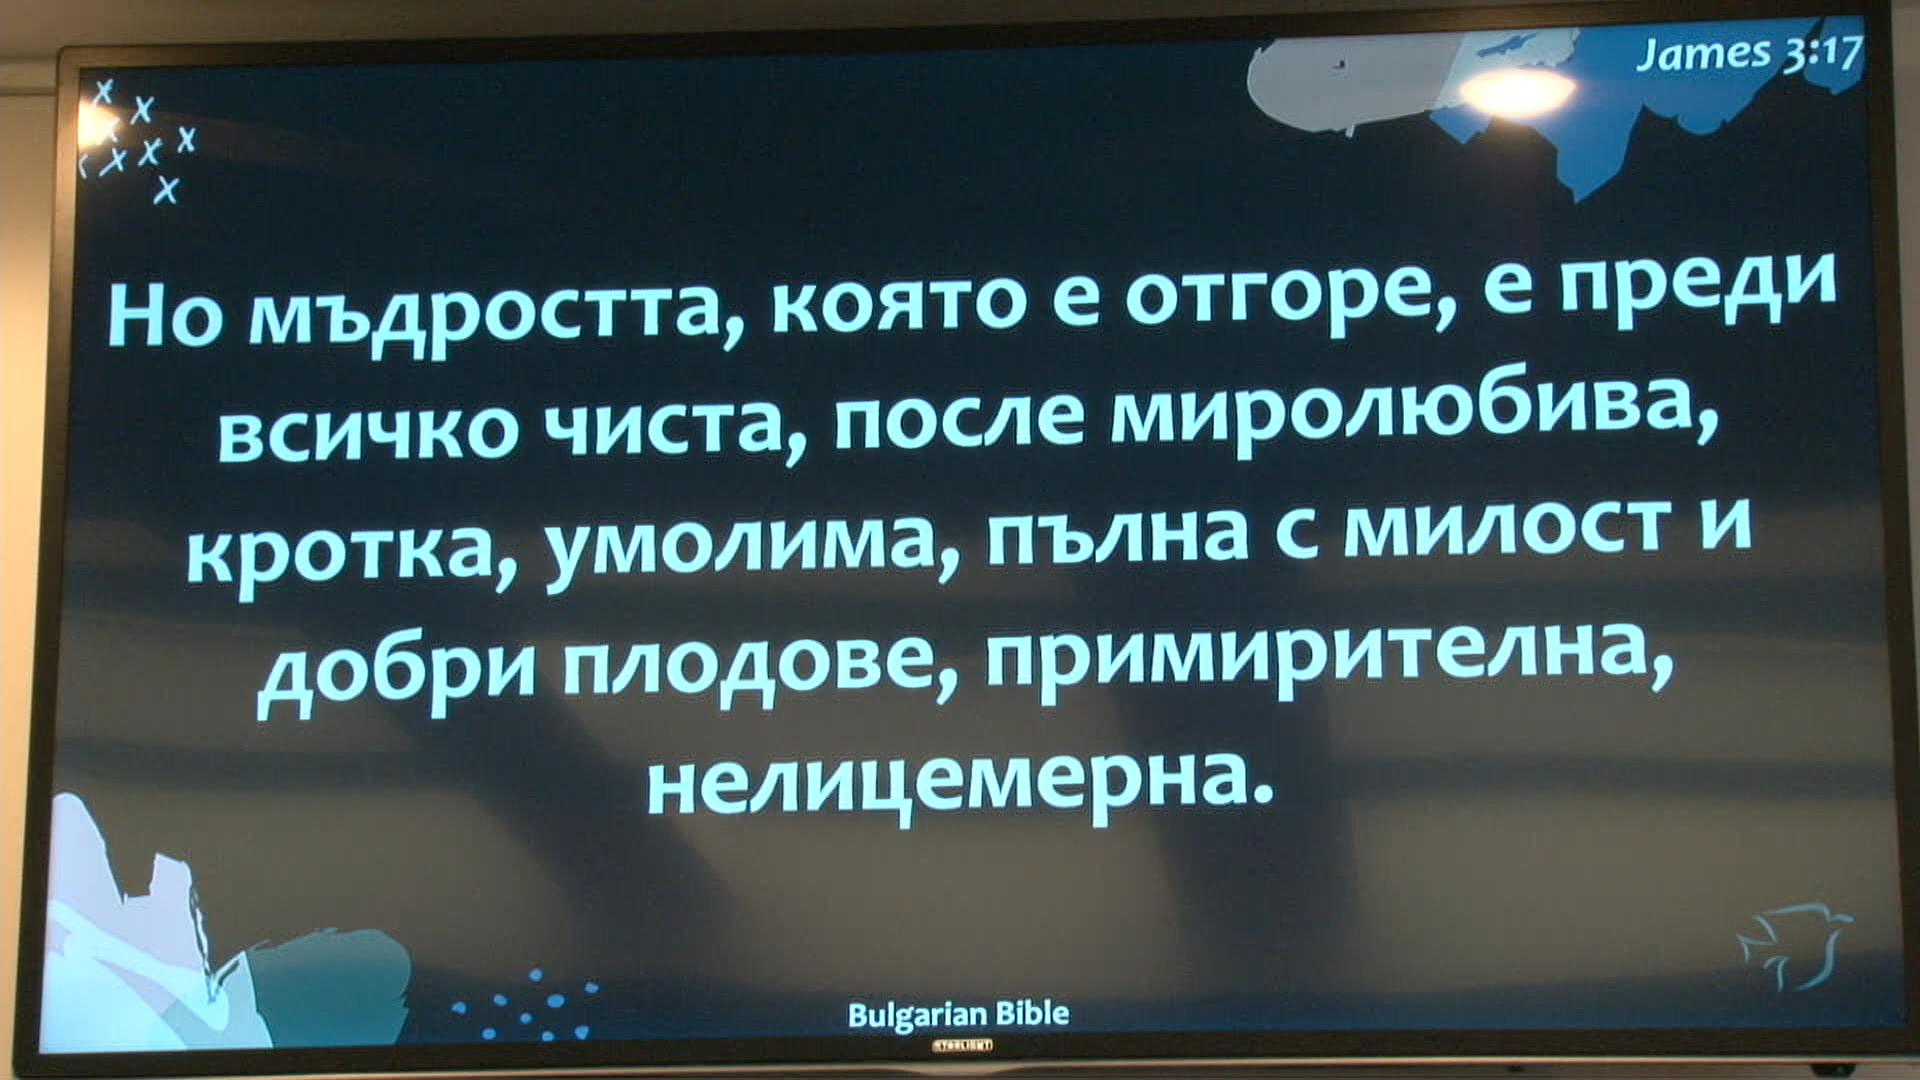 James 3:17
Но мъдростта, която е отгоре, е преди
всичко чиста, после миролюбива,
кротка, умолима, пълна с милост и
добри плодове, примирителна,
нелицемерна.
Bulgarian Bible
STARLIGHT